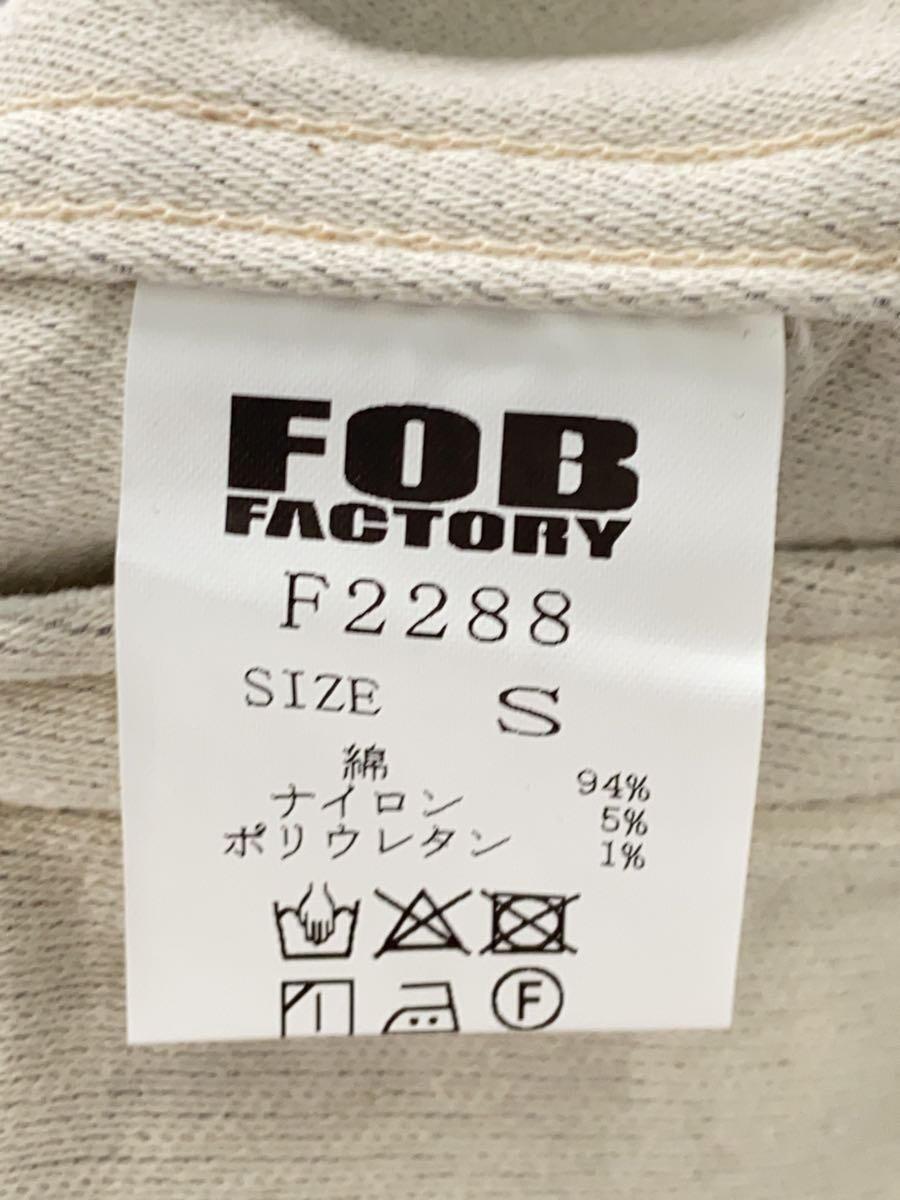 FOB
FACTORY
F2288
SIZE S
綿 94%
ナイロン 5%
ポリウレタン 1%
F